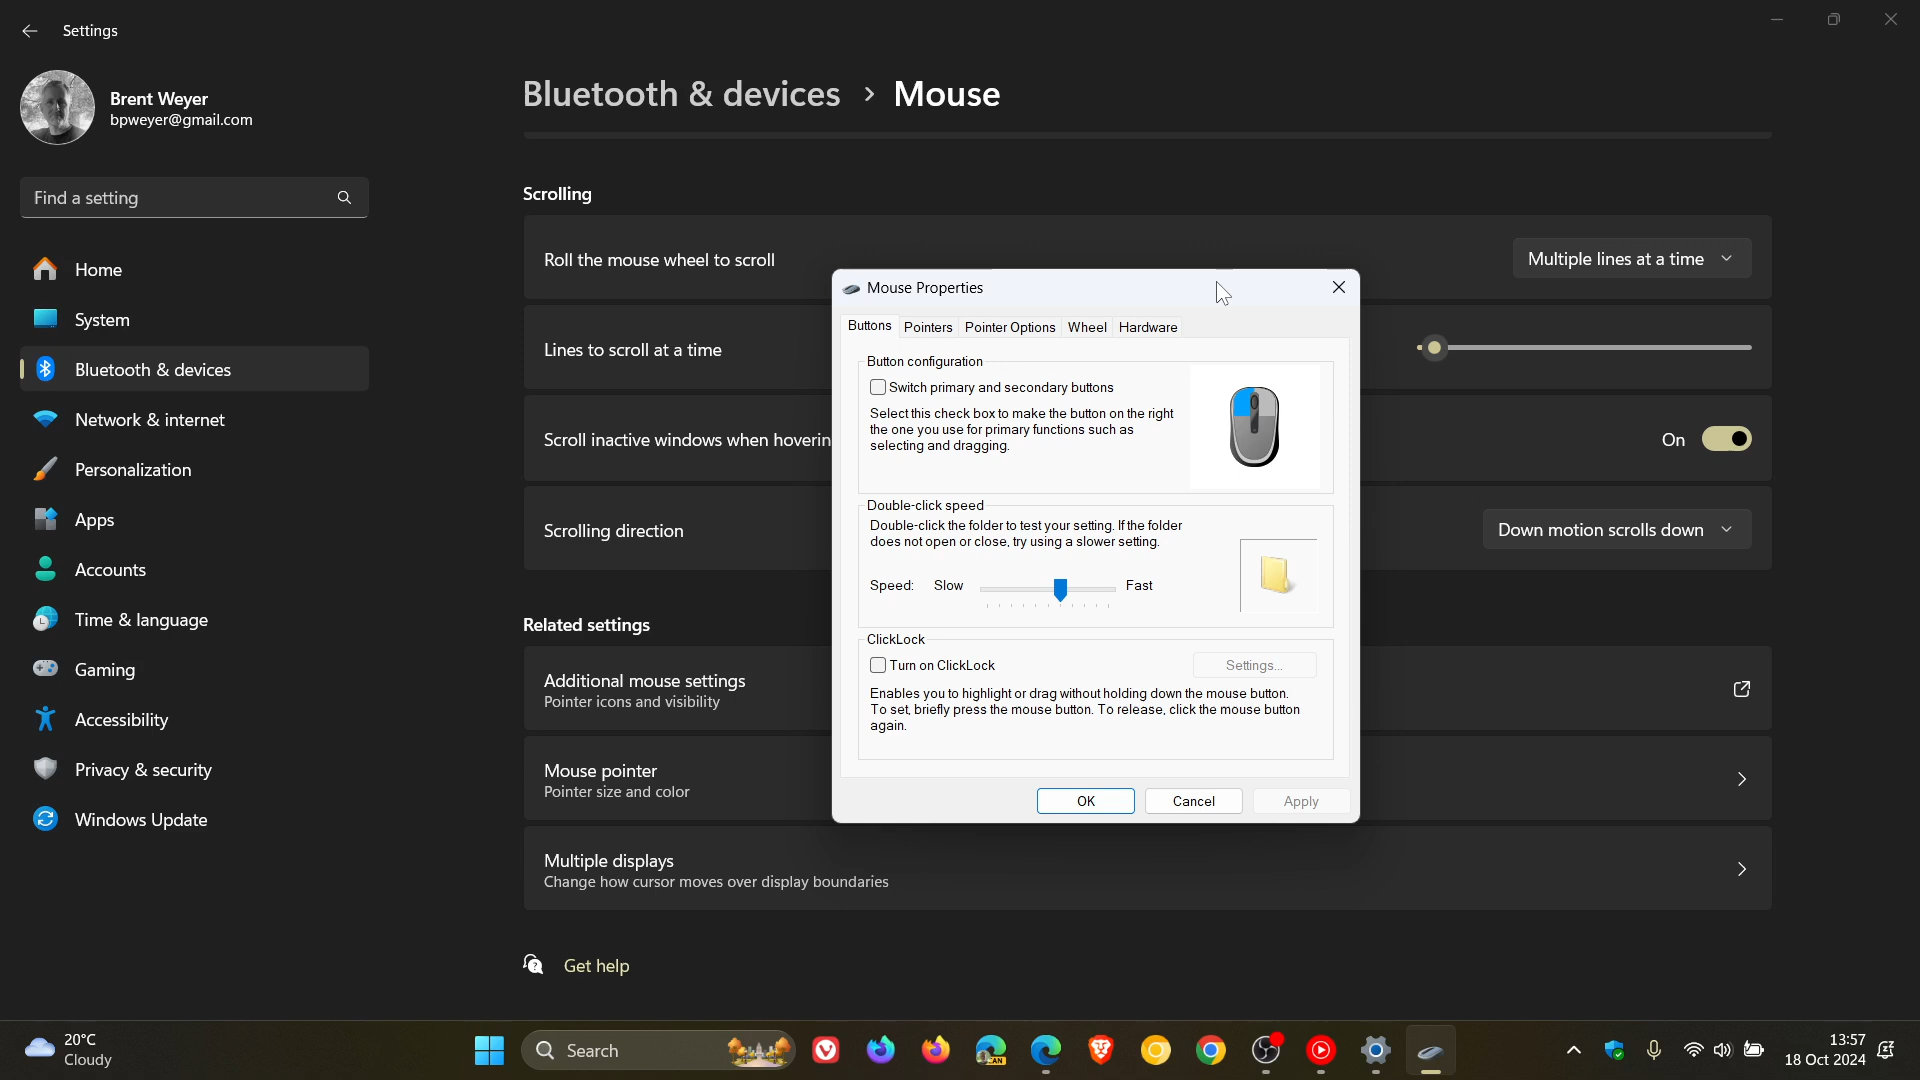 Settings
Brent Weyer
bpweyer@gmail.com
Find a setting
Home
System
Bluetooth & devices
Network & internet
Personalization
Apps
Accounts
Time & language
Gaming
Accessibility
Privacy & security
Windows Update
Bluetooth & devices > Mouse
Scrolling
Roll the mouse wheel to scroll
Multiple lines at a time
Lines to scroll at a time
Scroll inactive windows when hoverin
On
Scrolling direction
Down motion scrolls down
Related settings
Additional mouse settings
Pointer icons and visibility
Mouse pointer
Pointer size and color
Multiple displays
Change how cursor moves over display boundaries
Get help
Mouse Properties
Buttons Pointers Pointer Options Wheel Hardware
Button configuration
Switch primary and secondary buttons
Select this check box to make the button on the right
the one you use for primary functions such as
selecting and dragging.
Double-click speed
Double-click the folder to test your setting. If the folder
does not open or close, try using a slower setting.
Speed: Slow Fast
ClickLock
Turn on ClickLock
Settings...
Enables you to highlight or drag without holding down the mouse button.
To set, briefly press the mouse button. To release, click the mouse button
again.
OK Cancel Apply
20°C
Cloudy
Search
CAN
13:57
18 Oct 2024